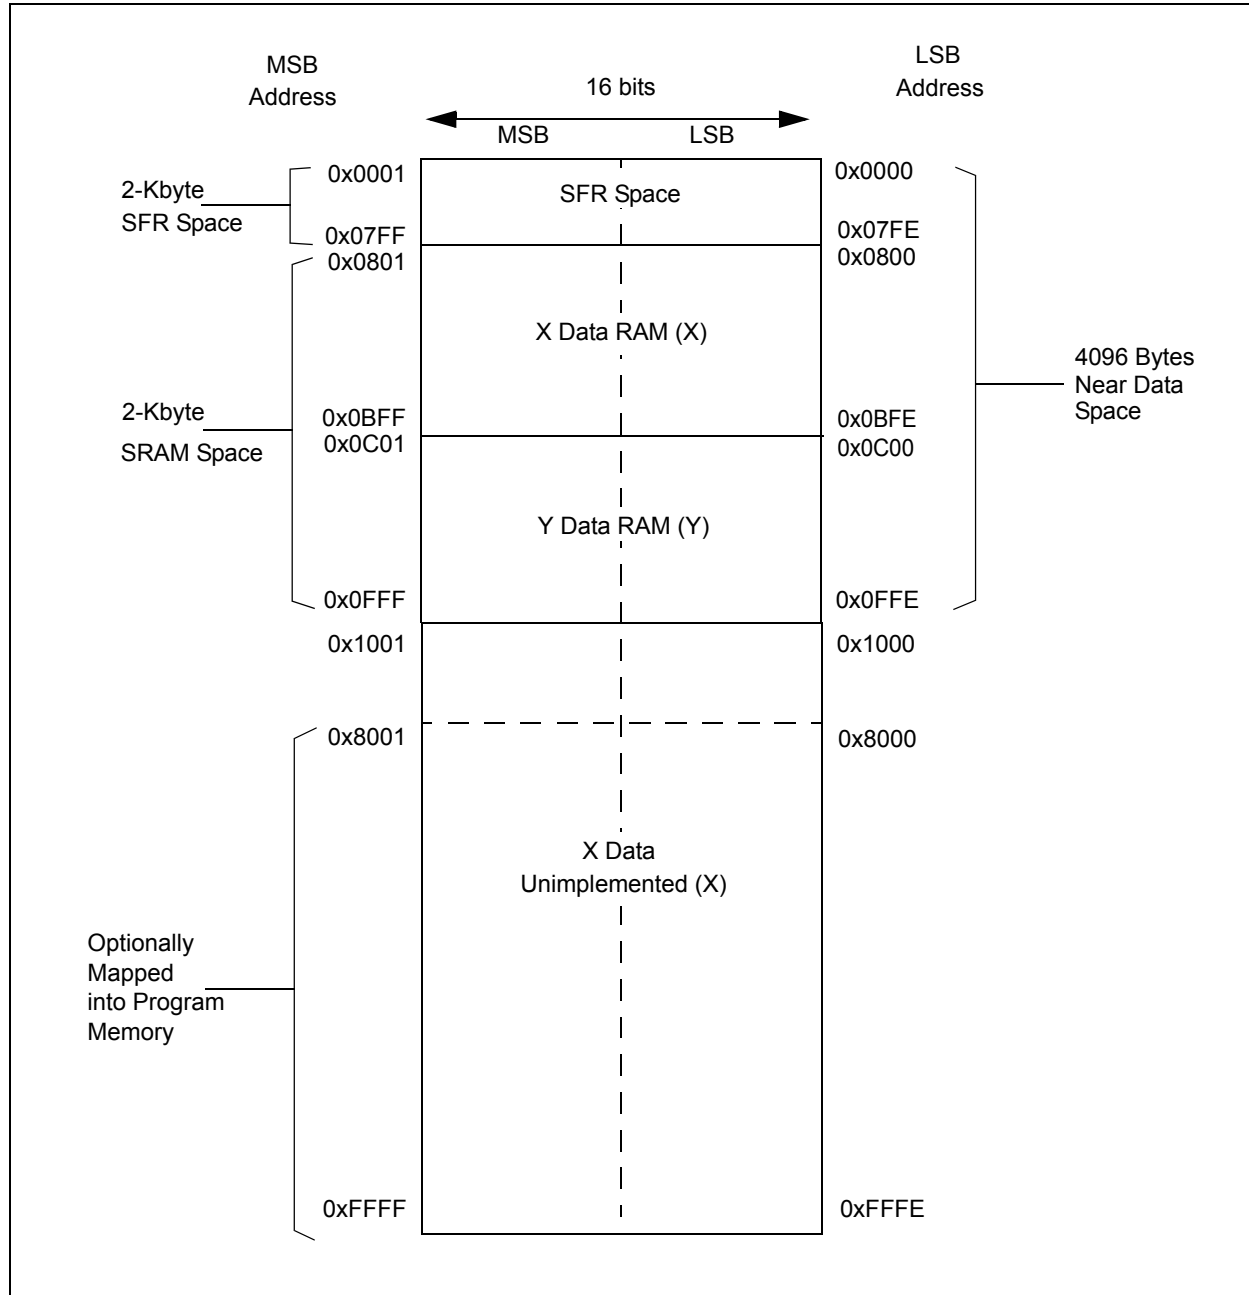 MSB
Address
LSB
Address
16 bits
MSB
LSB
0x0001
0x0000
2-Kbyte
SFR Space
SFR Space
0x07FF
0x07FE
0x0801
0x0800
X Data RAM (X)
4096 Bytes
Near Data
Space
2-Kbyte
SRAM Space
0x0BFF
0x0BFE
0x0C01
0x0C00
Y Data RAM (Y)
0x0FFF
0x0FFE
0x1001
0x1000
0x8001
0x8000
X Data
Unimplemented (X)
Optionally
Mapped
into Program
Memory
0xFFFF
0xFFFE